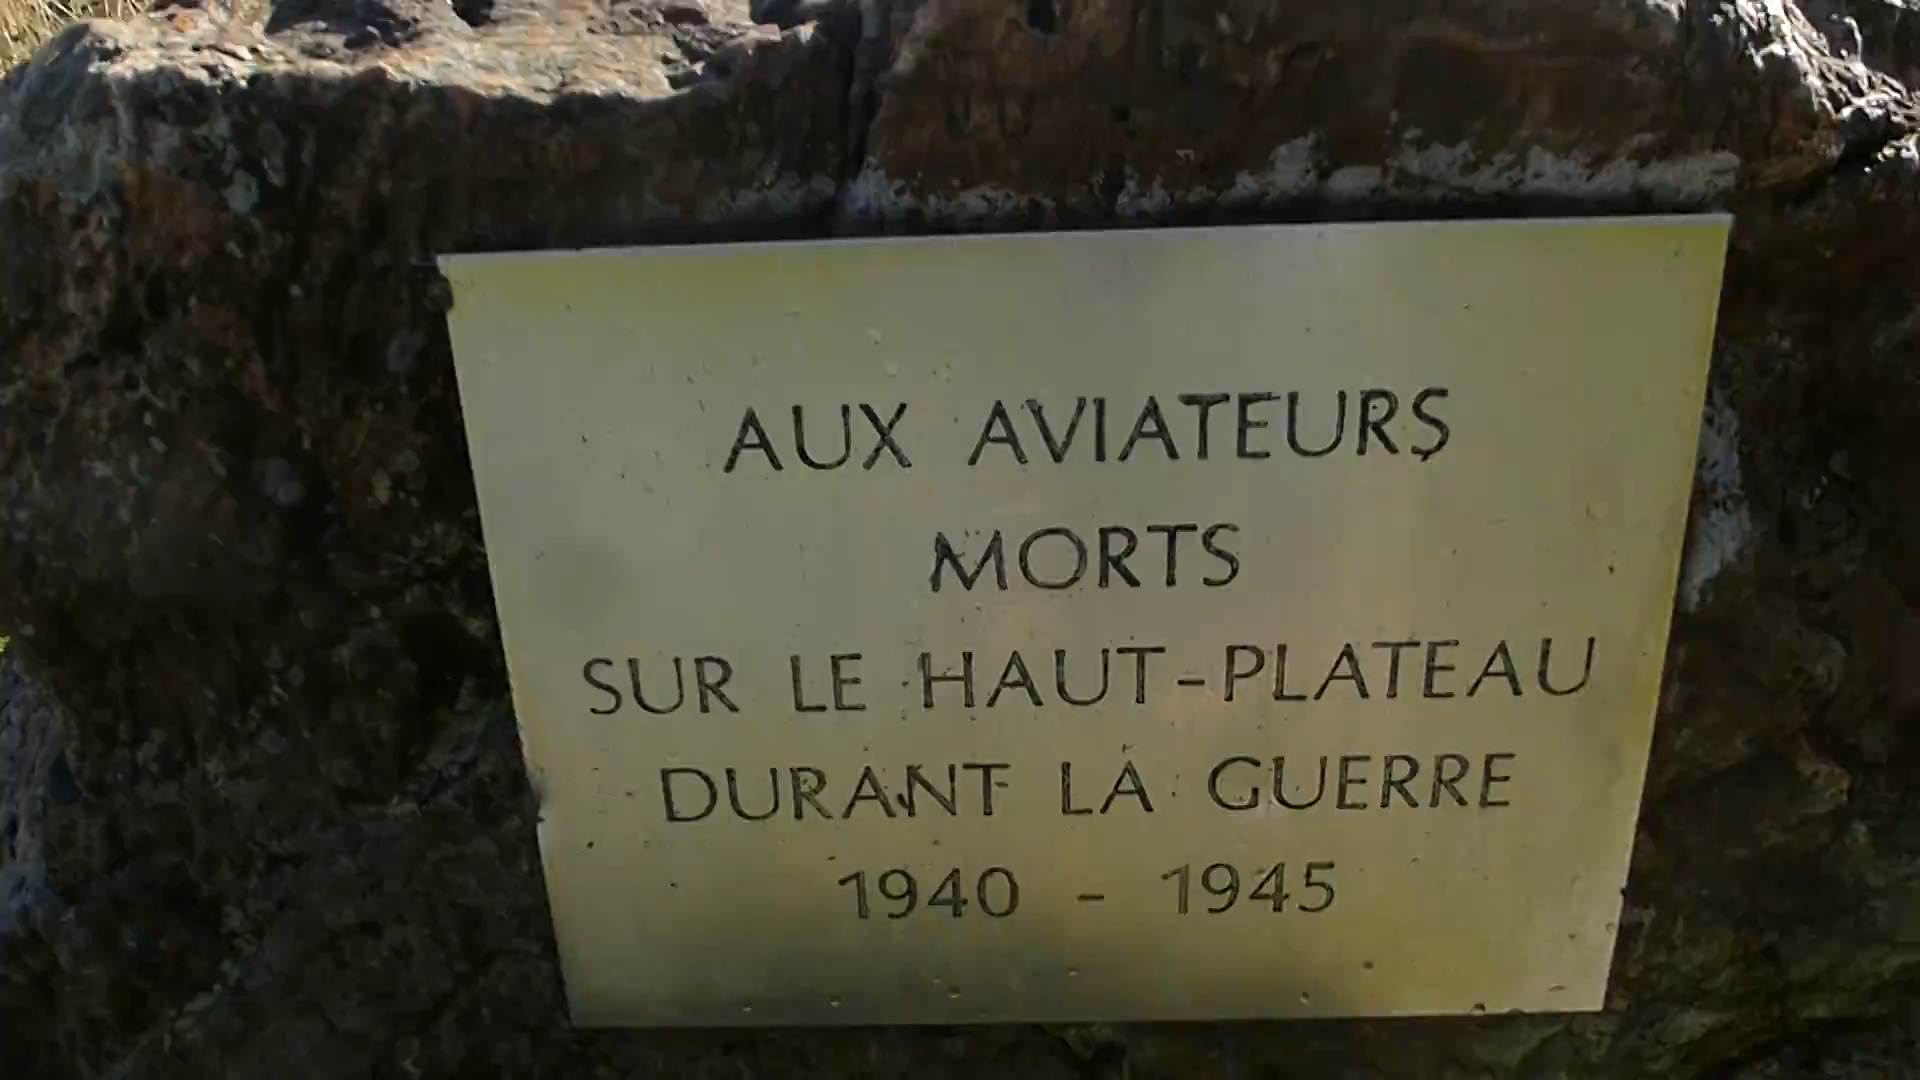 AUX AVIATEURS
MORTS
SUR LE HAUT-PLATEAU
DURANT LA GUERRE
1940 - 1945